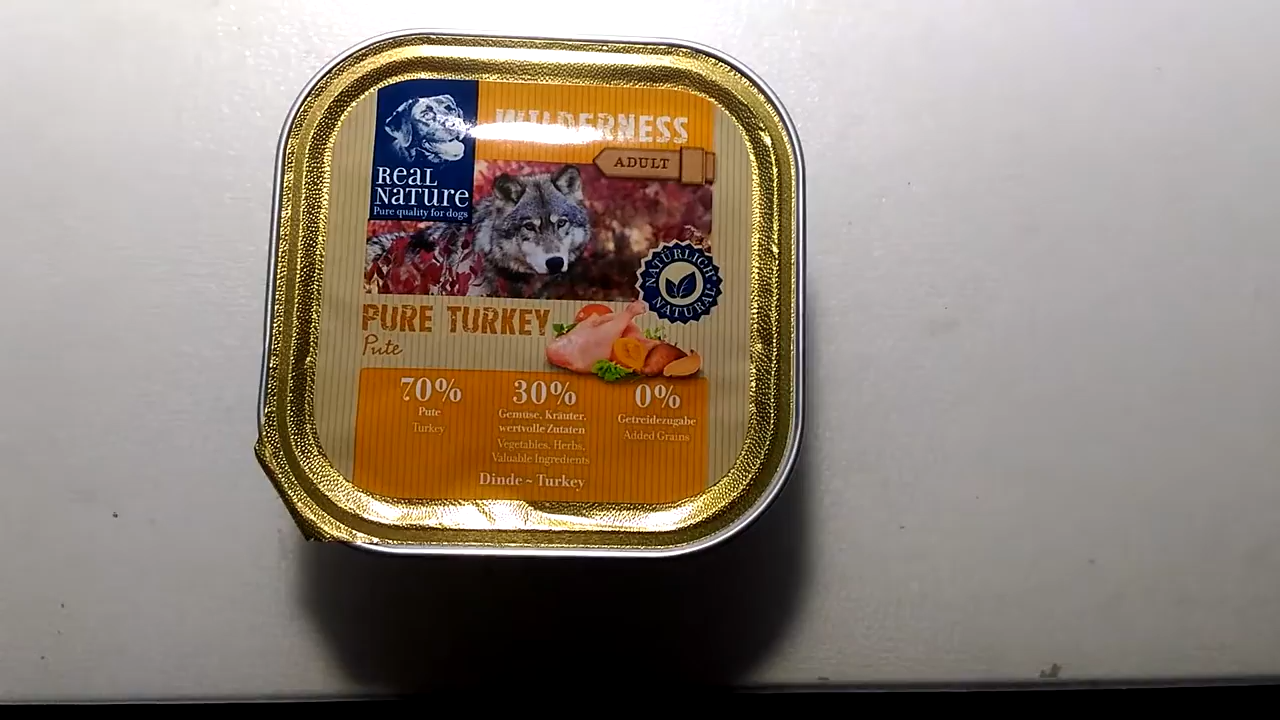 WILDERNESS
ADULT
REAL
NATURE
Pure quality for dogs
NATÜRLICH
NATURAL
PURE TURKEY
Pute
70%
Pute
Turkey
30%
Gemüse, Kräuter,
wertvolle Zutaten
Vegetables, Herbs,
Valuable Ingredients
0%
Getreidezugabe
Added Grains
Dinde ~ Turkey